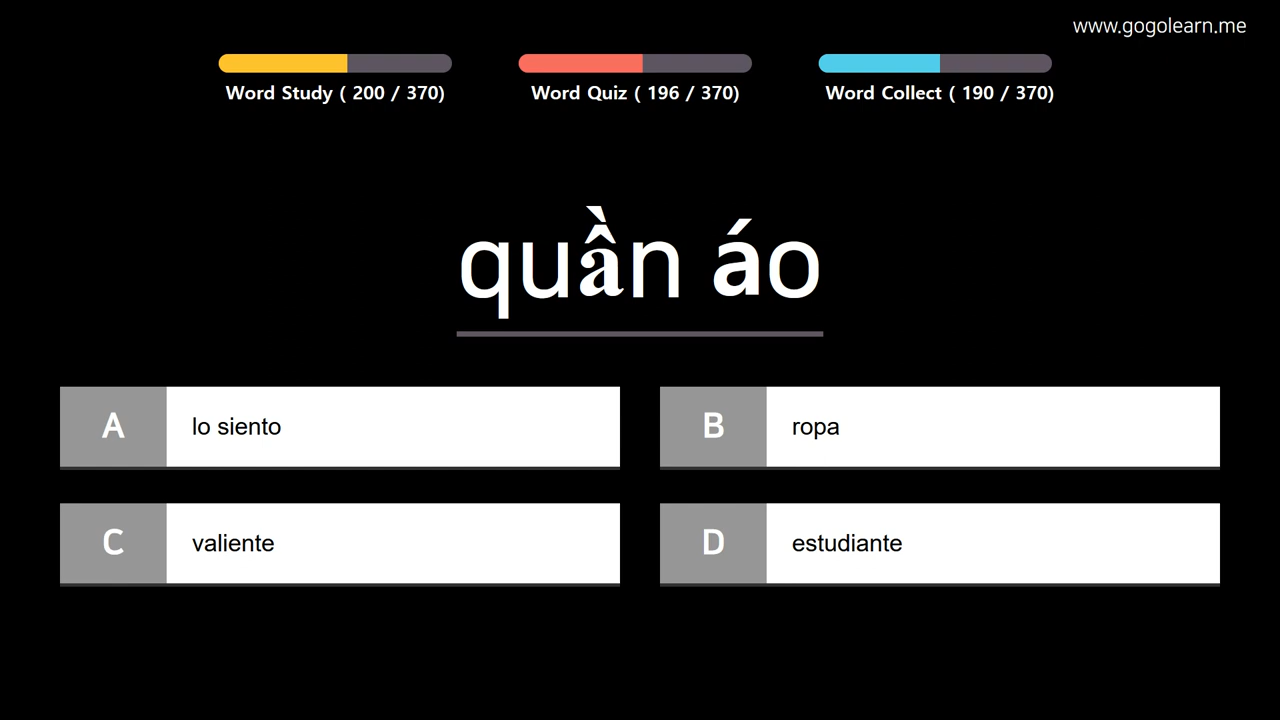 www.gogolearn.me
Word Study ( 200 / 370)
Word Quiz ( 196 / 370)
Word Collect ( 190 / 370)
quần áo
A
lo siento
B
ropa
C
valiente
D
estudiante